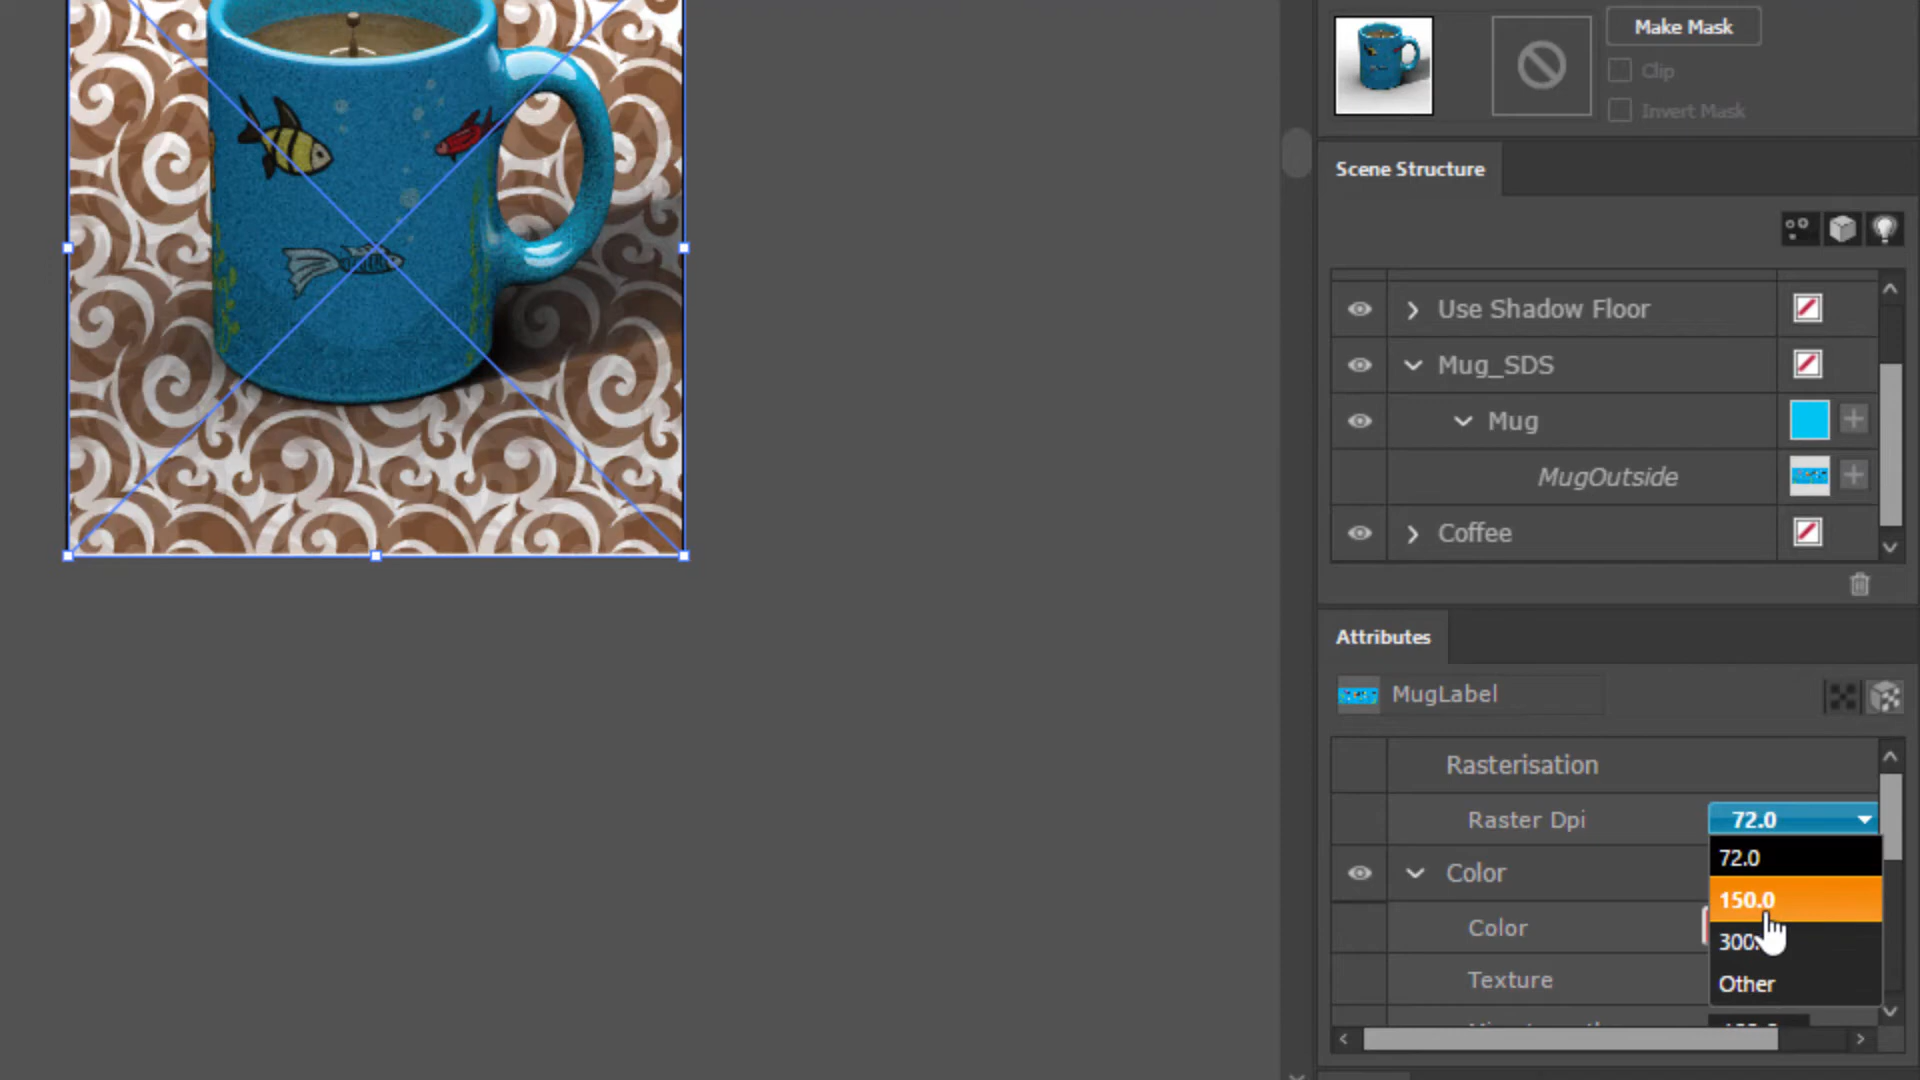 Make Mask
Clip
Invert Mask
Scene Structure
Use Shadow Floor
Mug_SDS
Mug
MugOutside
Coffee
Attributes
MugLabel
Rasterisation
Raster Dpi
72.0
72.0
Color
150.0
Color
300.
Texture
Other